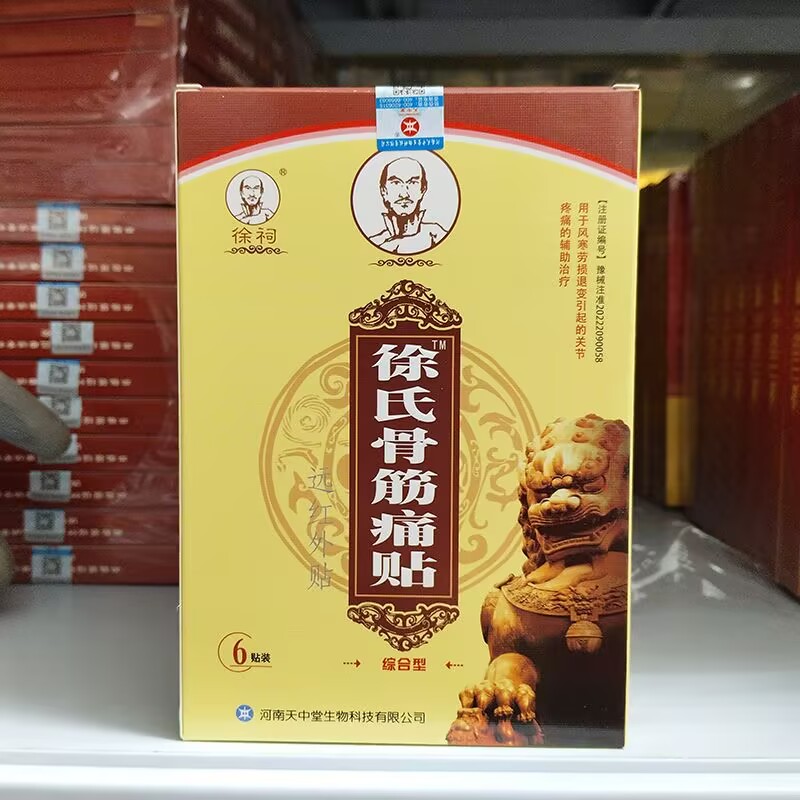 ®
徐祠
【注册证编号】豫械注准20222090058
用于风寒劳损退变引起的关节
疼痛的辅助治疗
徐氏骨筋痛贴
TM
远红外贴
6贴装
综合型
河南天中堂生物科技有限公司